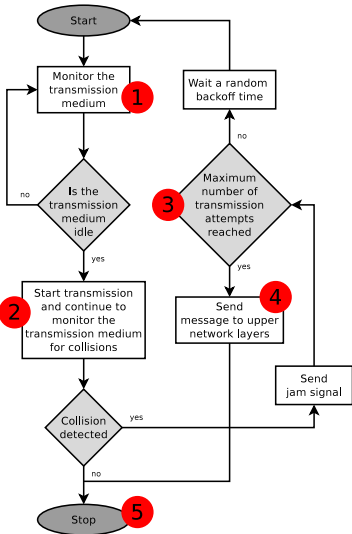 Start
Monitor the
transmission
medium
1
no
Is the
transmission
medium
idle
yes
2
Start transmission
and continue to
monitor the
transmission medium
for collisions
Collision
detected
yes
no
Stop
5
Wait a random
backoff time
no
Maximum
number of
transmission
attempts
reached
3
yes
4
Send
message to upper
network layers
Send
jam signal